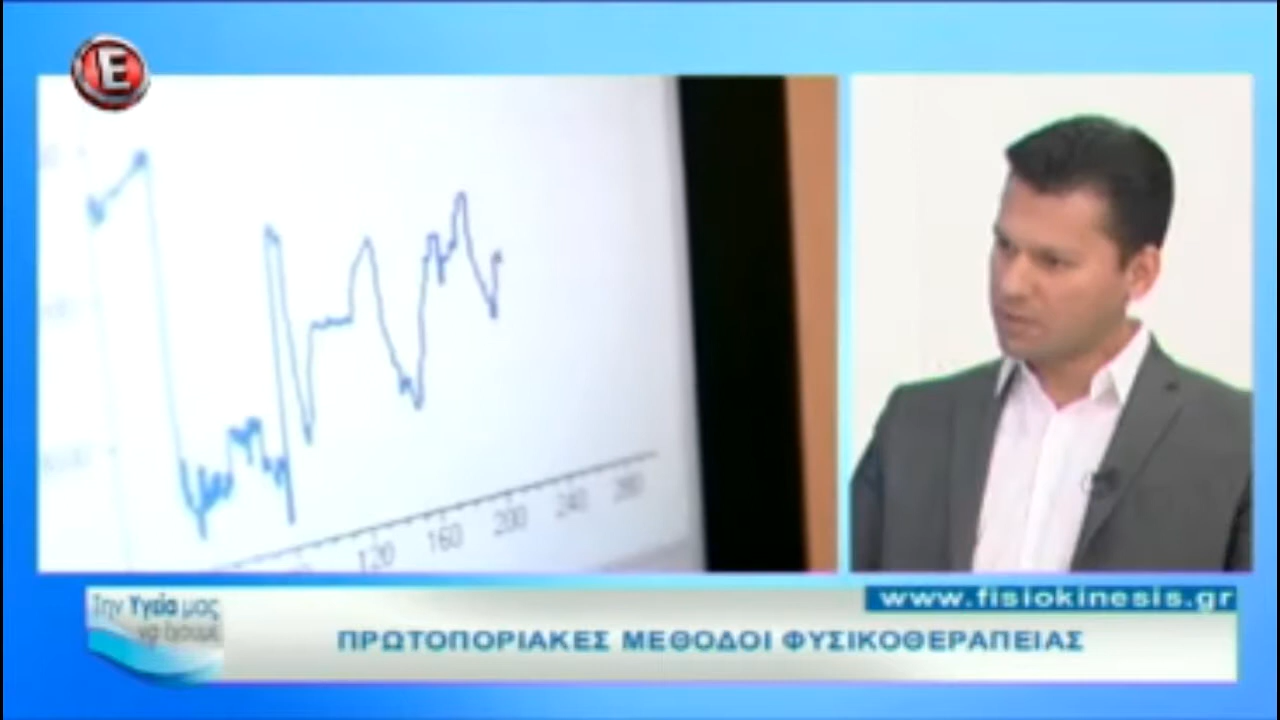 E
120 160 200 240 280
www.fisiokinesis.gr
Την Υγεία μας
να έχουμε
ΠΡΩΤΟΠΟΡΙΑΚΕΣ ΜΕΘΟΔΟΙ ΦΥΣΙΚΟΘΕΡΑΠΕΙΑΣ